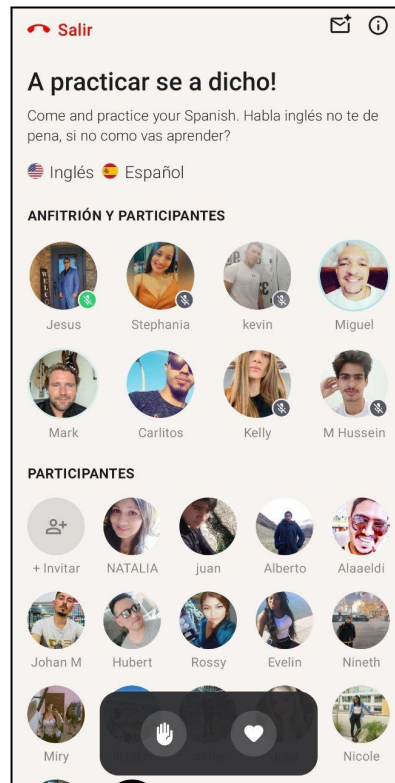 Salir
A practicar se a dicho!
Come and practice your Spanish. Habla inglés no te de
pena, si no como vas aprender?
Inglés Español
ANFITRIÓN Y PARTICIPANTES
Jesus Stephania kevin Miguel
Mark Carlitos Kelly M Hussein
PARTICIPANTES
+ Invitar NATALIA juan Alberto Alaaeldi
Johan M Hubert Rossy Evelin Nineth
Miry Nicole